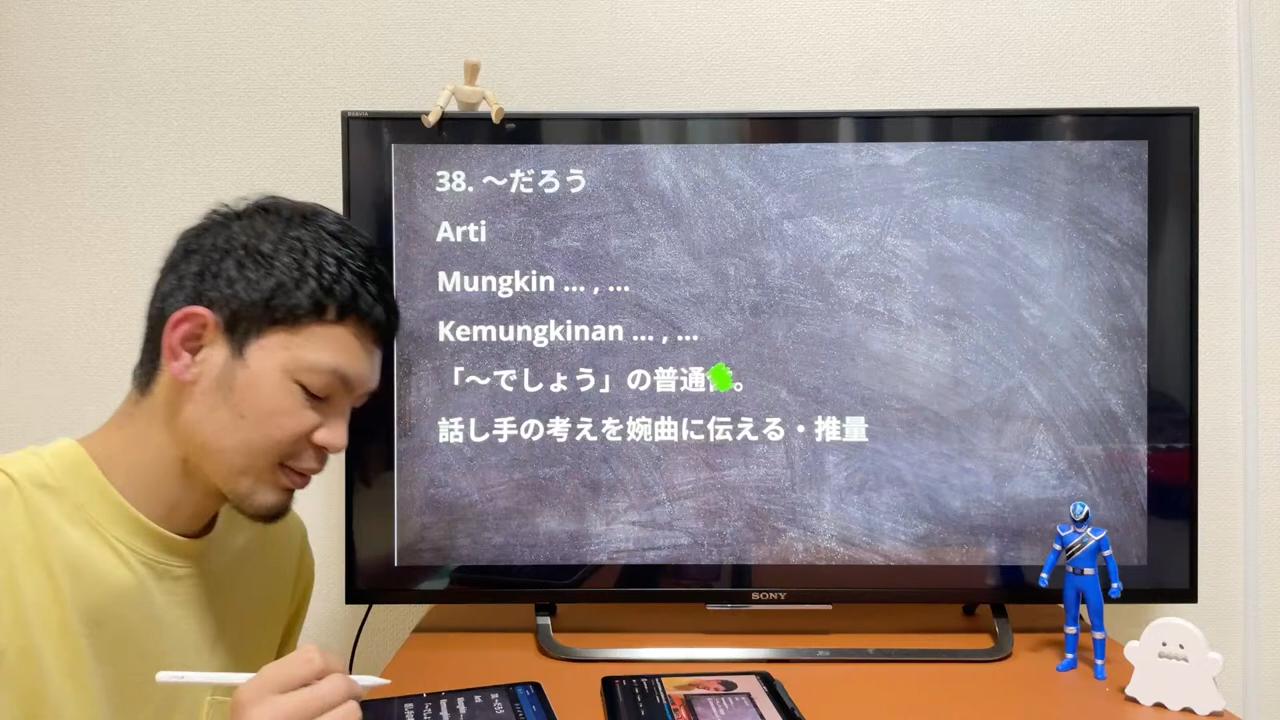 BRAVIA
38. ～だろう
Arti
Mungkin ... , ...
Kemungkinan ... , ...
「～でしょう」の普通。
話し手の考えを婉曲に伝える・推量
SONY